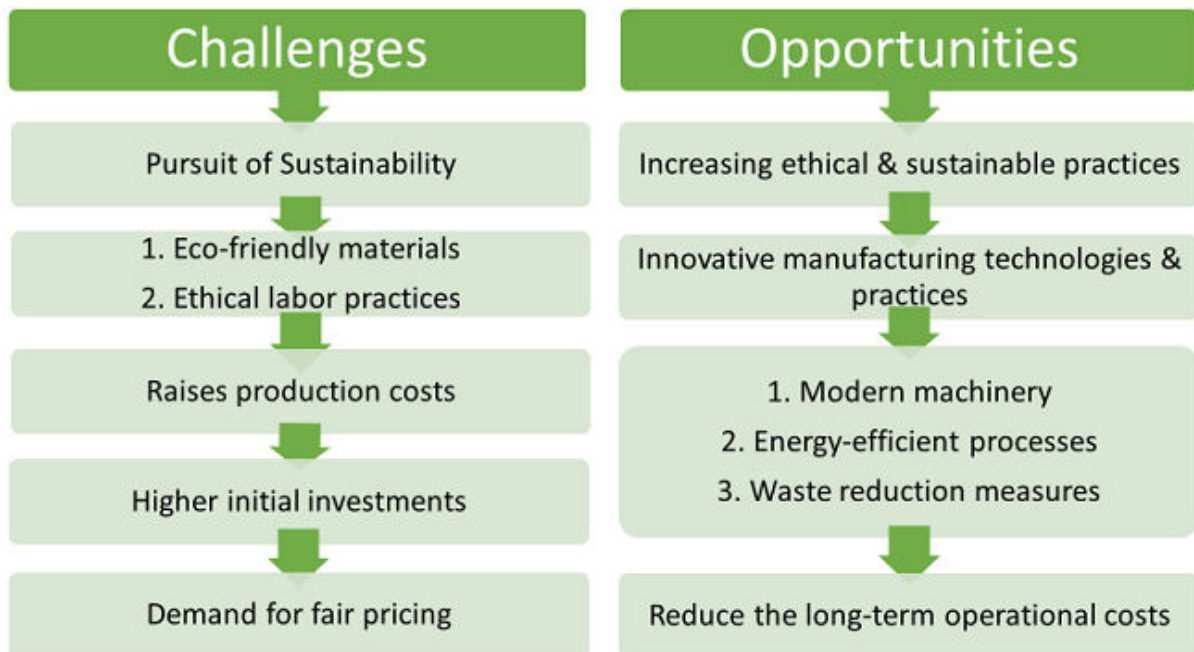 Challenges
Pursuit of Sustainability
1. Eco-friendly materials
2. Ethical labor practices
Raises production costs
Higher initial investments
Demand for fair pricing
Opportunities
Increasing ethical & sustainable practices
Innovative manufacturing technologies &
practices
1. Modern machinery
2. Energy-efficient processes
3. Waste reduction measures
Reduce the long-term operational costs